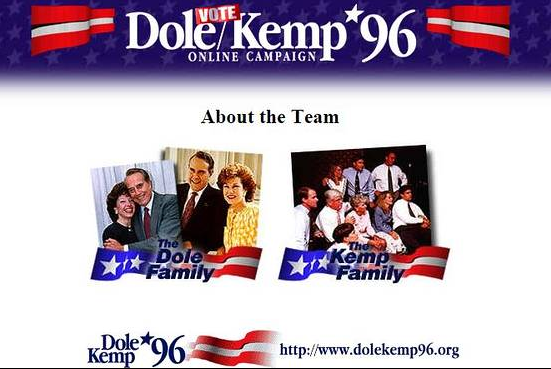 VOTE
Dole/Kemp*96
ONLINE CAMPAIGN
About the Team
The
Dole
Family
The
Kemp
Family
Dole*
Kemp 96
http://www.dolekemp96.org